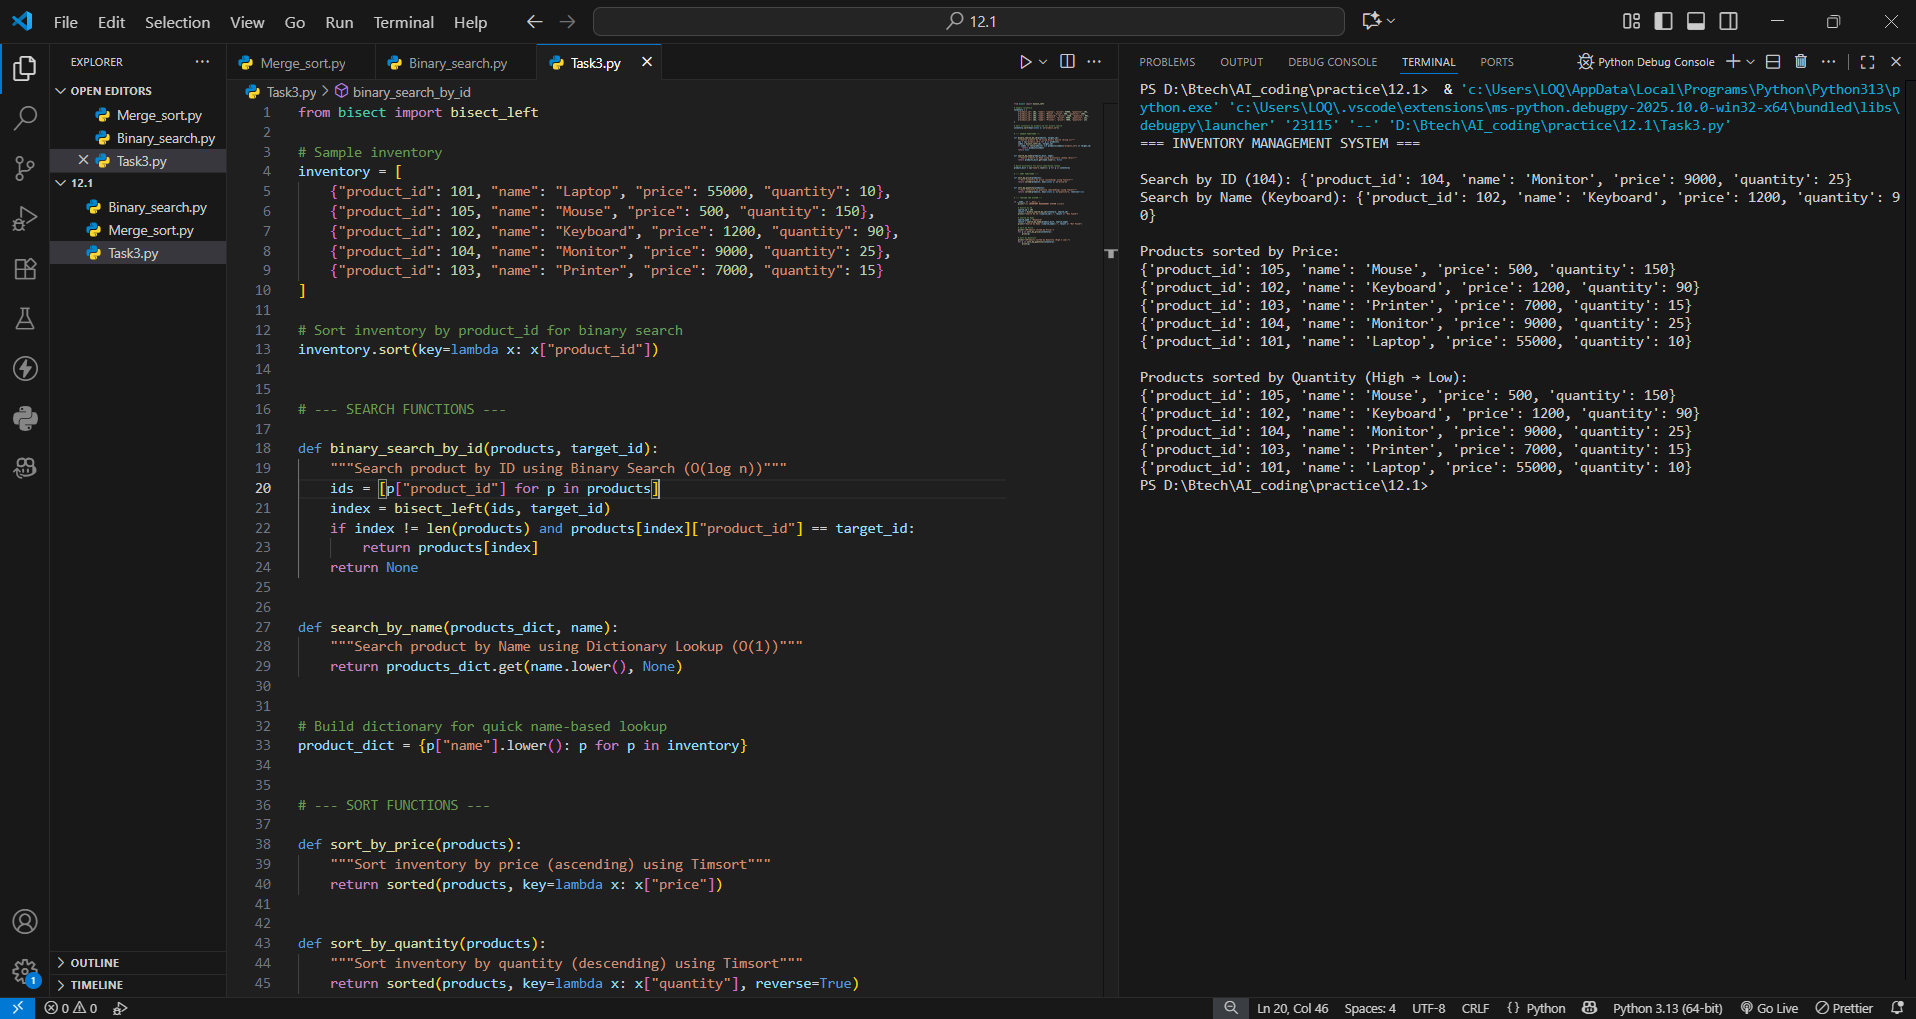 File Edit Selection View Go Run Terminal Help
12.1
EXPLORER
OPEN EDITORS
Merge_sort.py
Binary_search.py
Task3.py
12.1
Binary_search.py
Merge_sort.py
Task3.py
OUTLINE
TIMELINE
Merge_sort.py Binary_search.py Task3.py
Task3.py > binary_search_by_id
1 from bisect import bisect_left
2
3 # Sample inventory
4 inventory = [
5 {"product_id": 101, "name": "Laptop", "price": 55000, "quantity": 10},
6 {"product_id": 105, "name": "Mouse", "price": 500, "quantity": 150},
7 {"product_id": 102, "name": "Keyboard", "price": 1200, "quantity": 90},
8 {"product_id": 104, "name": "Monitor", "price": 9000, "quantity": 25},
9 {"product_id": 103, "name": "Printer", "price": 7000, "quantity": 15}
10 ]
11
12 # Sort inventory by product_id for binary search
13 inventory.sort(key=lambda x: x["product_id"])
14
15
16 # --- SEARCH FUNCTIONS ---
17
18 def binary_search_by_id(products, target_id):
19 """Search product by ID using Binary Search (O(log n))"""
20 ids = [p["product_id"] for p in products]
21 index = bisect_left(ids, target_id)
22 if index != len(products) and products[index]["product_id"] == target_id:
23 return products[index]
24 return None
25
26
27 def search_by_name(products_dict, name):
28 """Search product by Name using Dictionary Lookup (O(1))"""
29 return products_dict.get(name.lower(), None)
30
31
32 # Build dictionary for quick name-based lookup
33 product_dict = {p["name"].lower(): p for p in inventory}
34
35
36 # --- SORT FUNCTIONS ---
37
38 def sort_by_price(products):
39 """Sort inventory by price (ascending) using Timsort"""
40 return sorted(products, key=lambda x: x["price"])
41
42
43 def sort_by_quantity(products):
44 """Sort inventory by quantity (descending) using Timsort"""
45 return sorted(products, key=lambda x: x["quantity"], reverse=True)
PROBLEMS OUTPUT DEBUG CONSOLE TERMINAL PORTS Python Debug Console
PS D:\Btech\AI_coding\practice\12.1> & 'c:\Users\LOQ\AppData\Local\Programs\Python\Python313\p
ython.exe' 'c:\Users\LOQ\.vscode\extensions\ms-python.debugpy-2025.10.0-win32-x64\bundled\libs\
debugpy\launcher' '23115' '--' 'D:\Btech\AI_coding\practice\12.1\Task3.py'
=== INVENTORY MANAGEMENT SYSTEM ===
Search by ID (104): {'product_id': 104, 'name': 'Monitor', 'price': 9000, 'quantity': 25}
Search by Name (Keyboard): {'product_id': 102, 'name': 'Keyboard', 'price': 1200, 'quantity': 9
0}
Products sorted by Price:
{'product_id': 105, 'name': 'Mouse', 'price': 500, 'quantity': 150}
{'product_id': 102, 'name': 'Keyboard', 'price': 1200, 'quantity': 90}
{'product_id': 103, 'name': 'Printer', 'price': 7000, 'quantity': 15}
{'product_id': 104, 'name': 'Monitor', 'price': 9000, 'quantity': 25}
{'product_id': 101, 'name': 'Laptop', 'price': 55000, 'quantity': 10}
Products sorted by Quantity (High → Low):
{'product_id': 105, 'name': 'Mouse', 'price': 500, 'quantity': 150}
{'product_id': 102, 'name': 'Keyboard', 'price': 1200, 'quantity': 90}
{'product_id': 104, 'name': 'Monitor', 'price': 9000, 'quantity': 25}
{'product_id': 103, 'name': 'Printer', 'price': 7000, 'quantity': 15}
{'product_id': 101, 'name': 'Laptop', 'price': 55000, 'quantity': 10}
PS D:\Btech\AI_coding\practice\12.1>
1
0 0 Ln 20, Col 46 Spaces: 4 UTF-8 CRLF {} Python Python 3.13 (64-bit) Go Live Prettier